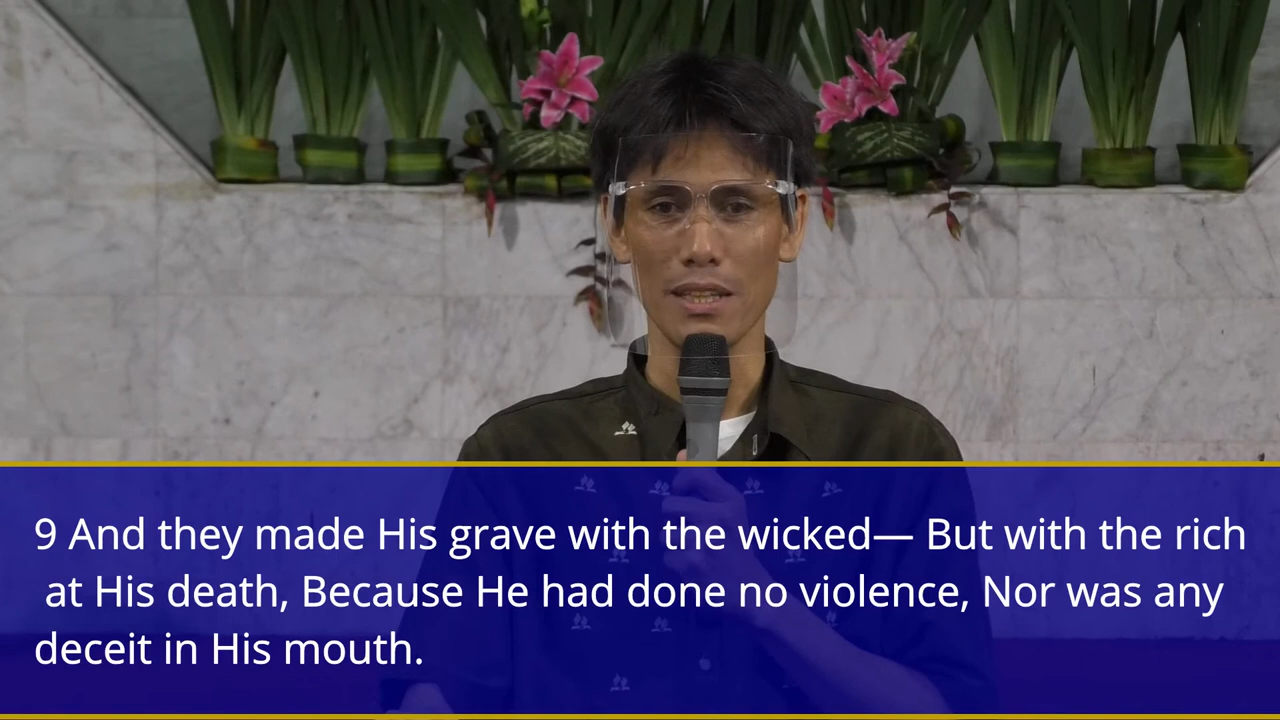 9 And they made His grave with the wicked— But with the rich
at His death, Because He had done no violence, Nor was any
deceit in His mouth.